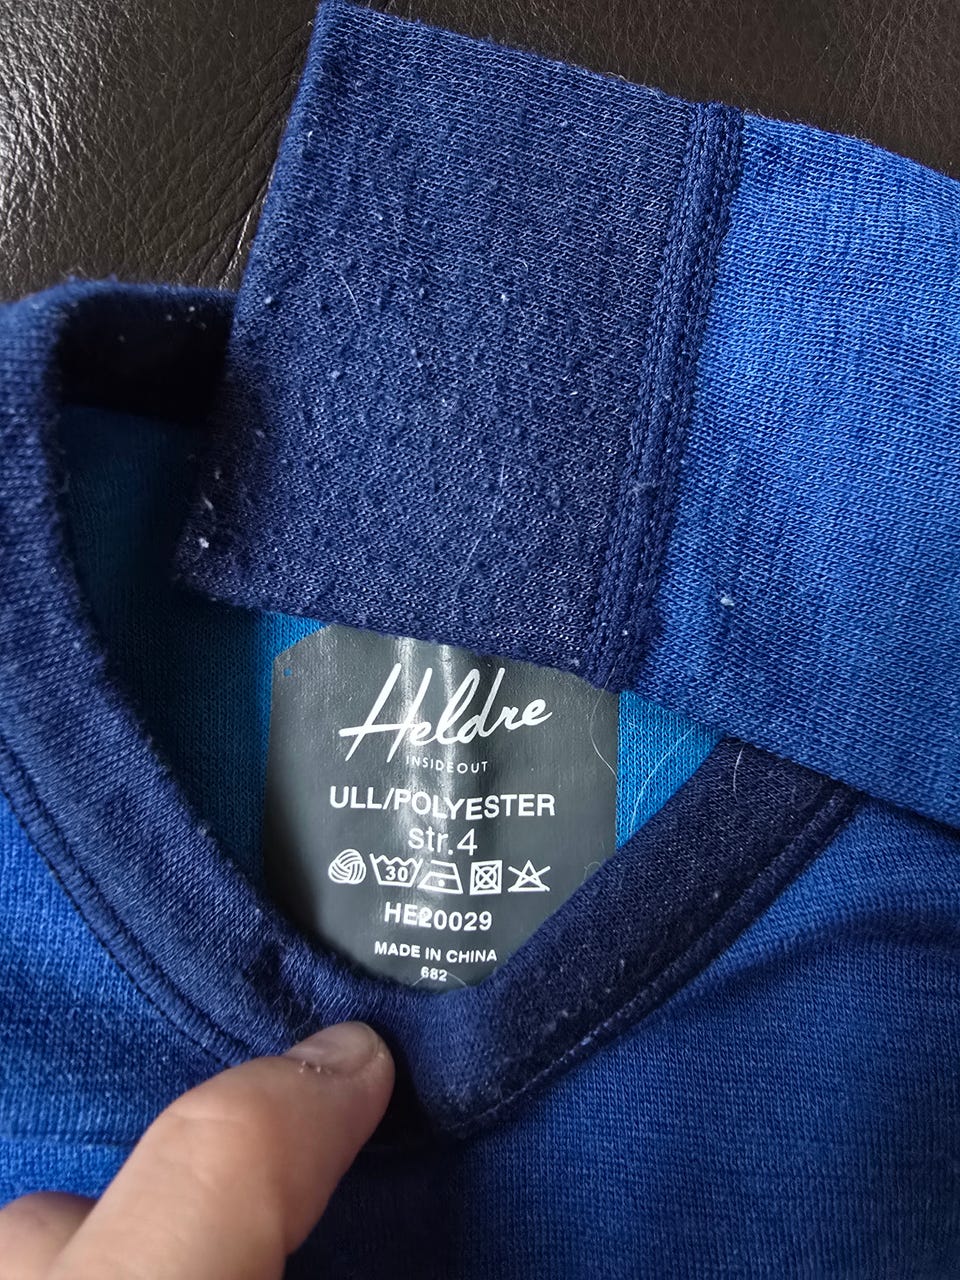 Heldre
INSIDEOUT
ULL/POLYESTER
str.4
30
HE20029
MADE IN CHINA
682